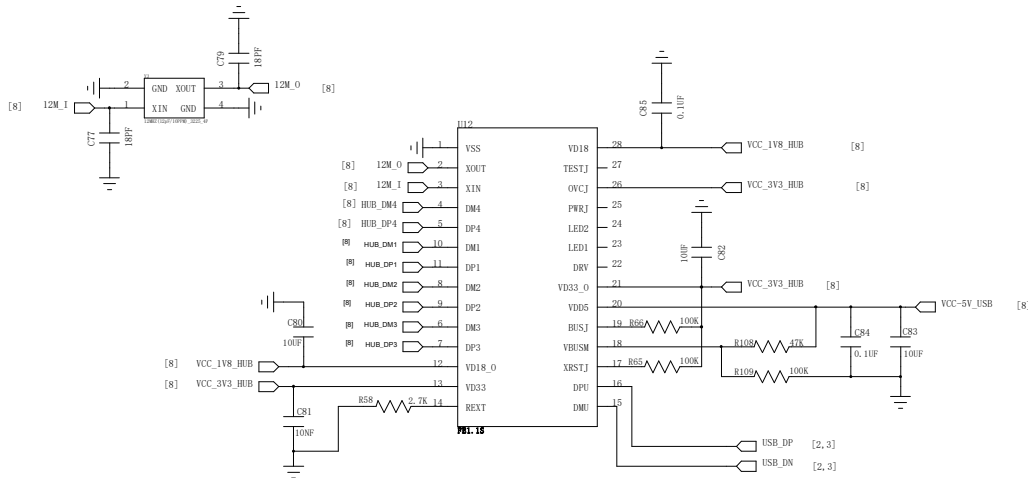 C79
18PF
2 GND XOUT 3 12M_O [8]
[8] 12M_I 1 XIN GND 4
C77
18PF
C85
0.1UF
U12
1 VSS VD18 28 VCC_1V8_HUB [8]
[8] 12M_O 2 XOUT TESTJ 27
[8] 12M_I 3 XIN OVCJ 26 VCC_3V3_HUB [8]
[8] HUB_DM4 4 DM4 PWRJ 25
[8] HUB_DP4 5 DP4 LED2 24
[8] HUB_DM1 10 DM1 LED1 23
10UF C82
[8] HUB_DP1 11 DP1 DRV 22
[8] HUB_DM2 8 DM2 VD33_O 21 VCC_3V3_HUB [8]
[8] HUB_DP2 9 DP2 VDD5 20 VCC-5V_USB [8]
[8] HUB_DM3 6 DM3 BUSJ 19 R66 100K
[8] HUB_DP3 7 DP3 VBUSM 18 R108 47K
C84
0.1UF
C83
10UF
C80
10UF
[8] VCC_1V8_HUB 12 VD18_O XRSTJ 17 R65 100K
R109 100K
[8] VCC_3V3_HUB 13 VD33 DPU 16
R58 2.7K 14 REXT DMU 15
C81
10NF
USB_DP [2,3]
USB_DN [2,3]